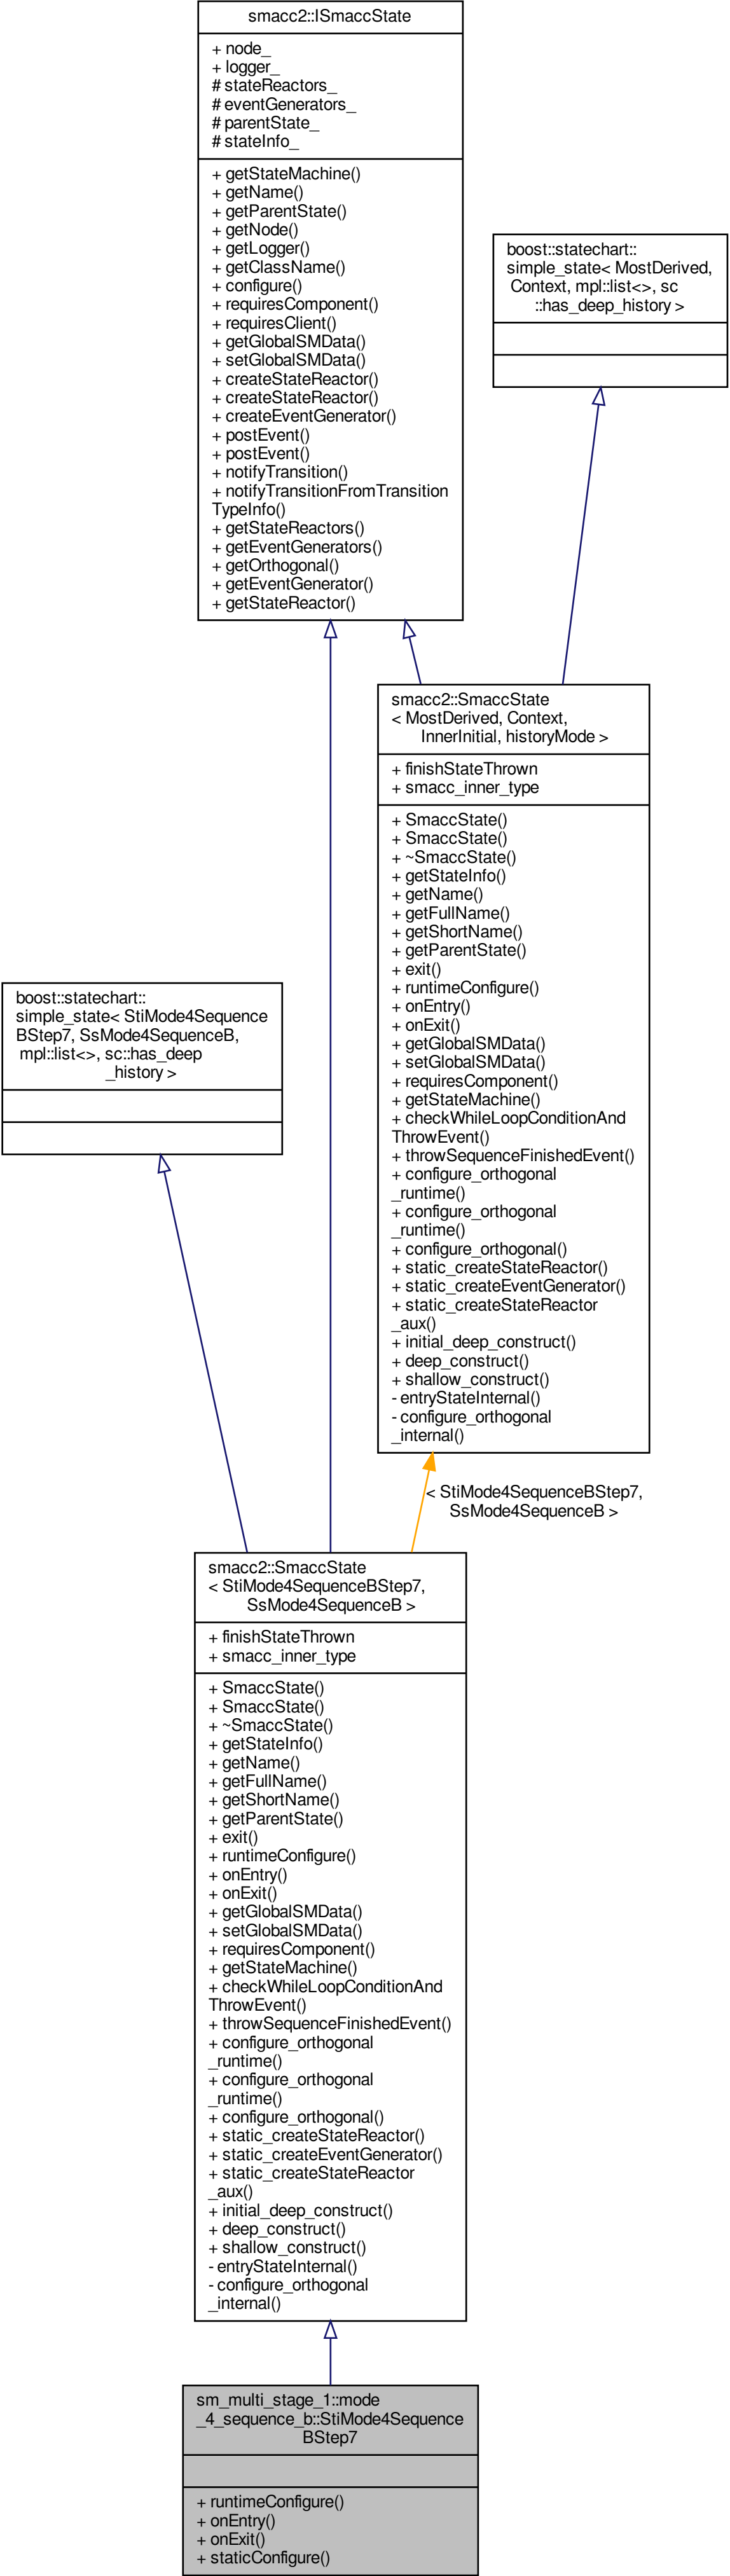 smacc2::ISmaccState
+ node_
+ logger_
# stateReactors_
# eventGenerators_
# parentState_
# stateInfo_
+ getStateMachine()
+ getName()
+ getParentState()
+ getNode()
+ getLogger()
+ getClassName()
+ configure()
+ requiresComponent()
+ requiresClient()
+ getGlobalSMData()
+ setGlobalSMData()
+ createStateReactor()
+ createStateReactor()
+ createEventGenerator()
+ postEvent()
+ postEvent()
+ notifyTransition()
+ notifyTransitionFromTransition
TypeInfo()
+ getStateReactors()
+ getEventGenerators()
+ getOrthogonal()
+ getEventGenerator()
+ getStateReactor()
boost::statechart::
simple_state< MostDerived,
Context, mpl::list<>, sc
::has_deep_history >
smacc2::SmaccState
< MostDerived, Context,
InnerInitial, historyMode >
+ finishStateThrown
+ smacc_inner_type
+ SmaccState()
+ SmaccState()
+ ~SmaccState()
+ getStateInfo()
+ getName()
+ getFullName()
+ getShortName()
+ getParentState()
+ exit()
+ runtimeConfigure()
+ onEntry()
+ onExit()
+ getGlobalSMData()
+ setGlobalSMData()
+ requiresComponent()
+ getStateMachine()
+ checkWhileLoopConditionAnd
ThrowEvent()
+ throwSequenceFinishedEvent()
+ configure_orthogonal
_runtime()
+ configure_orthogonal
_runtime()
+ configure_orthogonal()
+ static_createStateReactor()
+ static_createEventGenerator()
+ static_createStateReactor
_aux()
+ initial_deep_construct()
+ deep_construct()
+ shallow_construct()
- entryStateInternal()
- configure_orthogonal
_internal()
boost::statechart::
simple_state< StiMode4Sequence
BStep7, SsMode4SequenceB,
mpl::list<>, sc::has_deep
_history >
< StiMode4SequenceBStep7,
SsMode4SequenceB >
smacc2::SmaccState
< StiMode4SequenceBStep7,
SsMode4SequenceB >
+ finishStateThrown
+ smacc_inner_type
+ SmaccState()
+ SmaccState()
+ ~SmaccState()
+ getStateInfo()
+ getName()
+ getFullName()
+ getShortName()
+ getParentState()
+ exit()
+ runtimeConfigure()
+ onEntry()
+ onExit()
+ getGlobalSMData()
+ setGlobalSMData()
+ requiresComponent()
+ getStateMachine()
+ checkWhileLoopConditionAnd
ThrowEvent()
+ throwSequenceFinishedEvent()
+ configure_orthogonal
_runtime()
+ configure_orthogonal
_runtime()
+ configure_orthogonal()
+ static_createStateReactor()
+ static_createEventGenerator()
+ static_createStateReactor
_aux()
+ initial_deep_construct()
+ deep_construct()
+ shallow_construct()
- entryStateInternal()
- configure_orthogonal
_internal()
sm_multi_stage_1::mode
_4_sequence_b::StiMode4Sequence
BStep7
+ runtimeConfigure()
+ onEntry()
+ onExit()
+ staticConfigure()